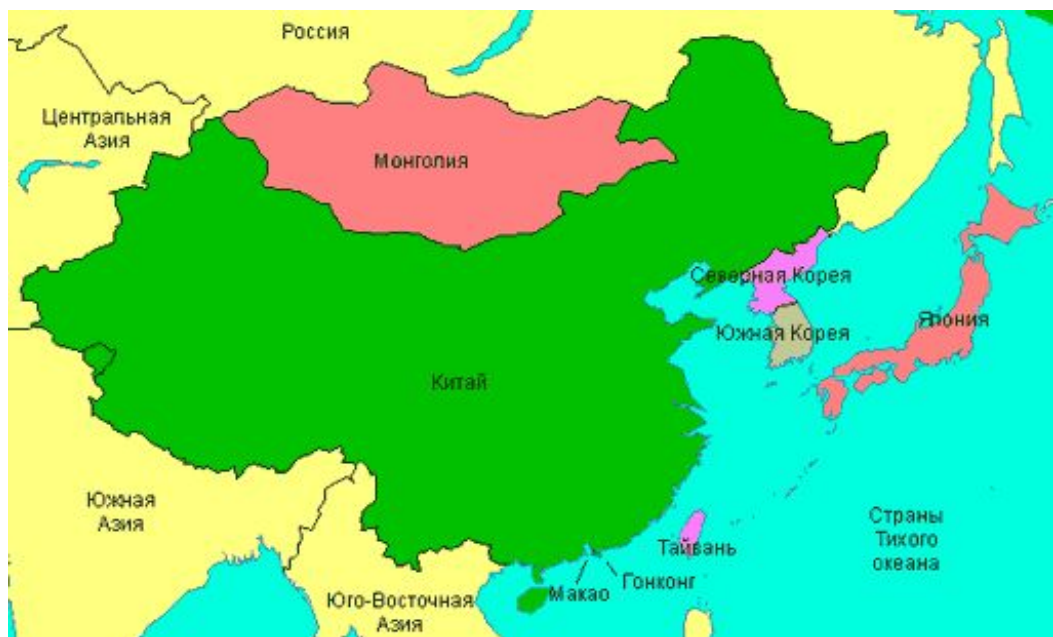 Россия
Центральная
Азия
Монголия
Северная Корея
Южная Корея
Япония
Китай
Южная
Азия
Страны
Тихого
океана
Тайвань
Гонконг
Макао
Юго-Восточная
Азия